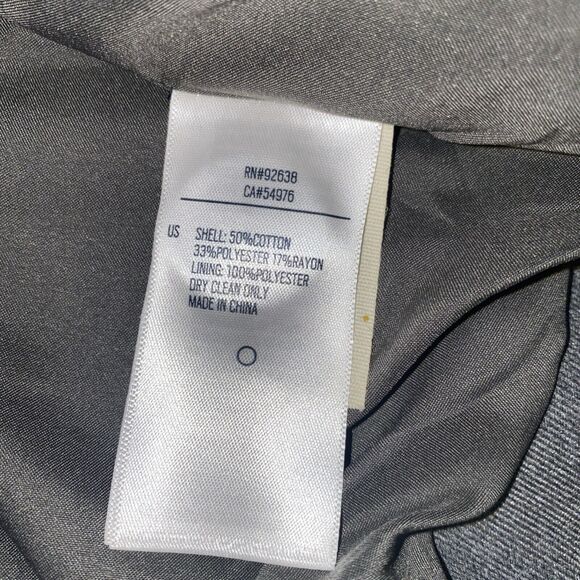 RN#92638
CA#54976
US SHELL: 50%COTTON
33%POLYESTER 17%RAYON
LINING: 100%POLYESTER
DRY CLEAN ONLY
MADE IN CHINA